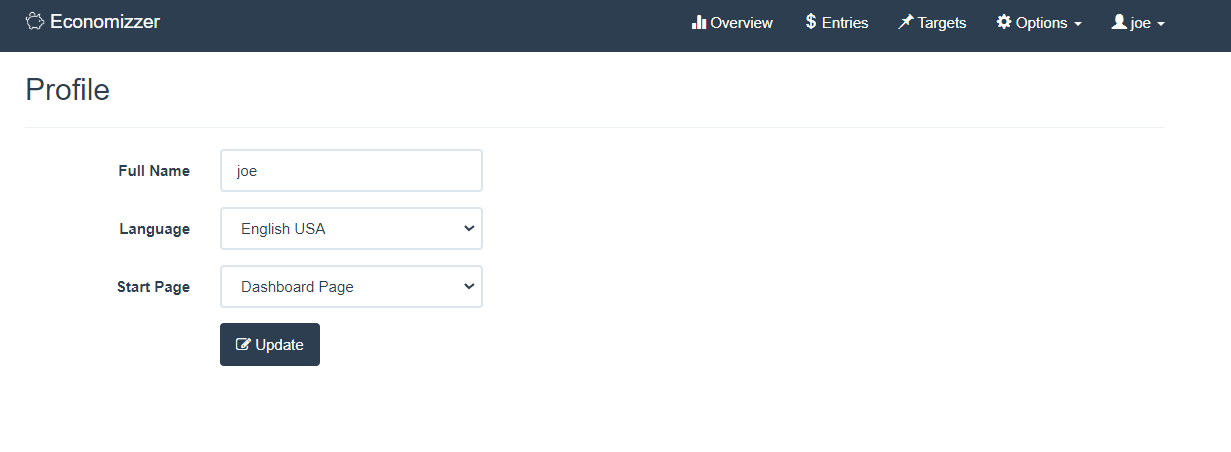 Economizzer Overview $ Entries Targets Options joe
Profile
Full Name joe
Language English USA
Start Page Dashboard Page
Update